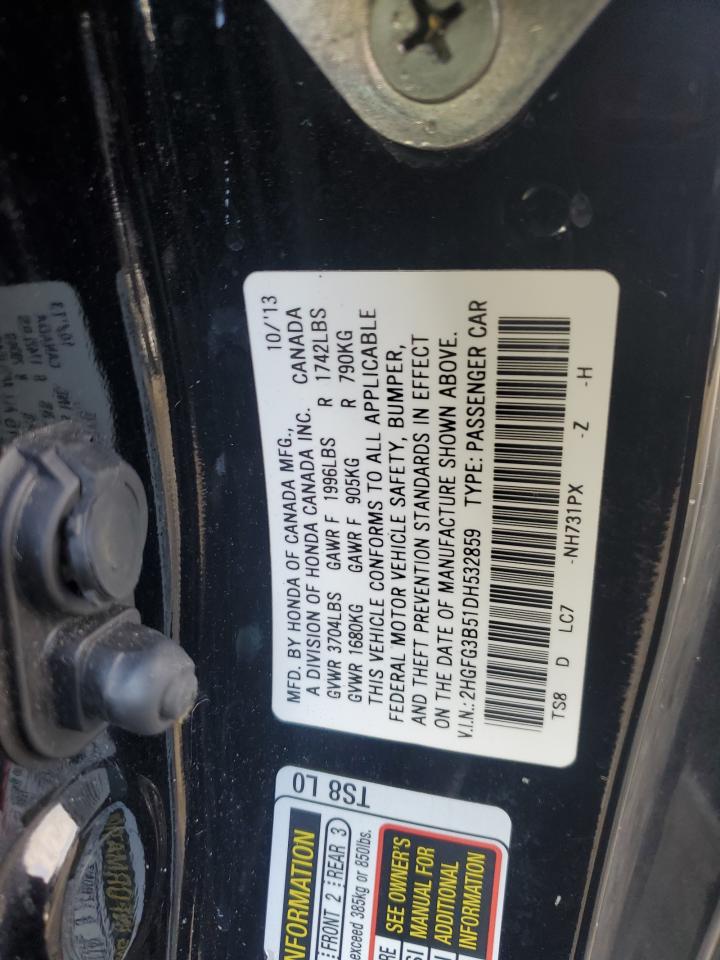 10/13
MFD. BY HONDA OF CANADA MFG.,
A DIVISION OF HONDA CANADA INC. CANADA
GVWR 3704LBS GAWR F 1996LBS R 1742LBS
GVWR 1680KG GAWR F 905KG R 790KG
THIS VEHICLE CONFORMS TO ALL APPLICABLE
FEDERAL MOTOR VEHICLE SAFETY, BUMPER,
AND THEFT PREVENTION STANDARDS IN EFFECT
ON THE DATE OF MANUFACTURE SHOWN ABOVE.
V.I.N.:2HGFG3B51DH532859 TYPE:PASSENGER CAR
TS8 D LC7 -NH731PX -Z -H
TS8 L0
INFORMATION
FRONT 2 REAR 3
exceed 385kg or 850lbs.
SEE OWNER'S
MANUAL FOR
ADDITIONAL
INFORMATION